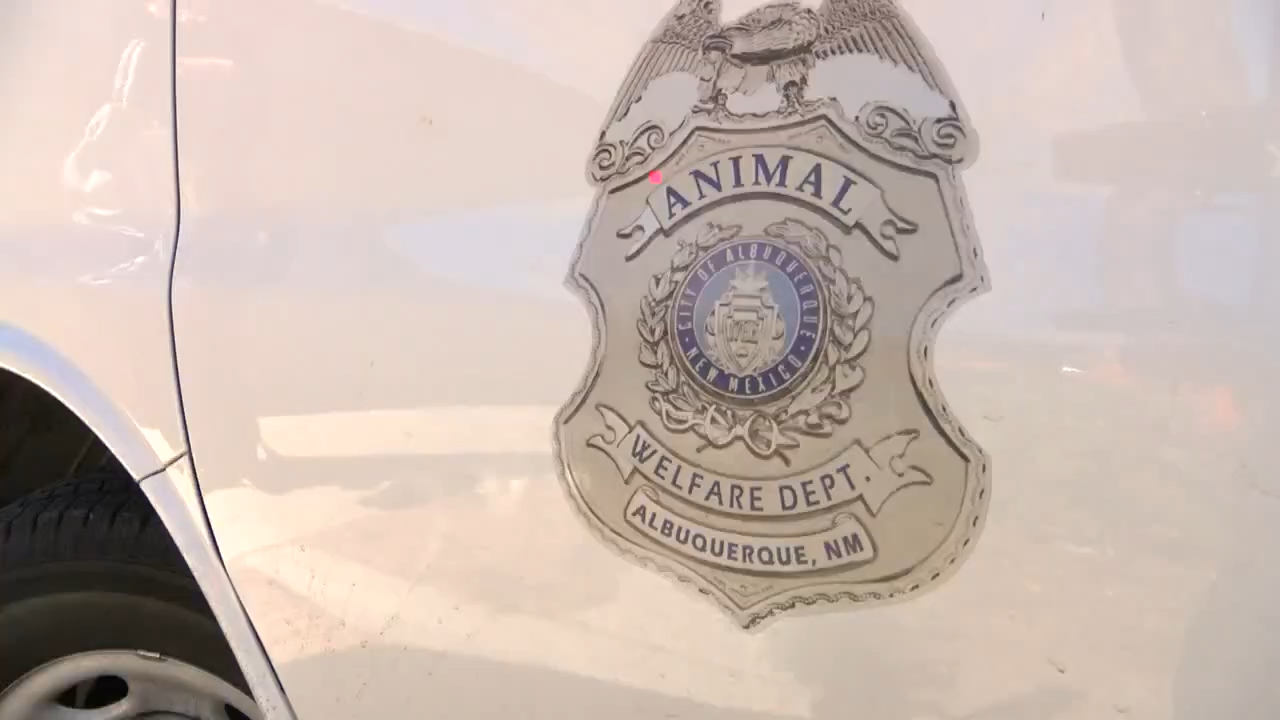 ANIMAL
CITY OF ALBUQUERQUE
• NEW MEXICO •
WELFARE DEPT.
ALBUQUERQUE, NM